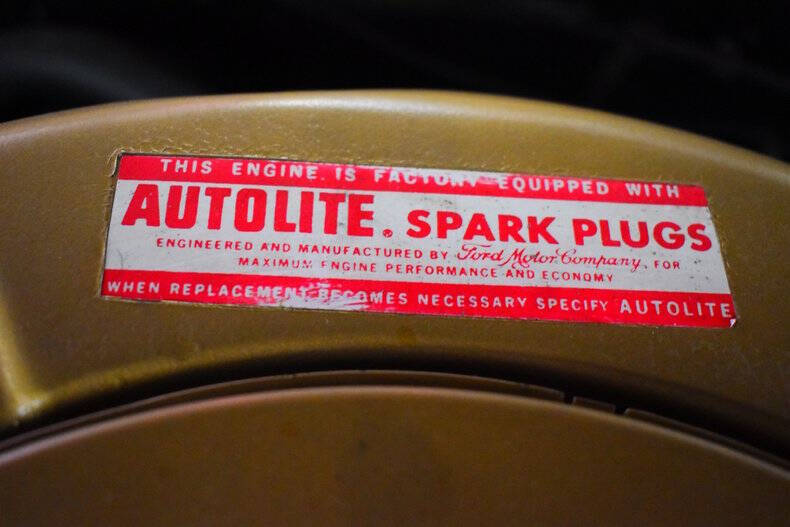 THIS ENGINE IS FACTORY EQUIPPED WITH
AUTOLITE. SPARK PLUGS
ENGINEERED AND MANUFACTURED BY Ford Motor Company, FOR
MAXIMUM ENGINE PERFORMANCE AND ECONOMY
WHEN REPLACEMENT BECOMES NECESSARY SPECIFY AUTOLITE